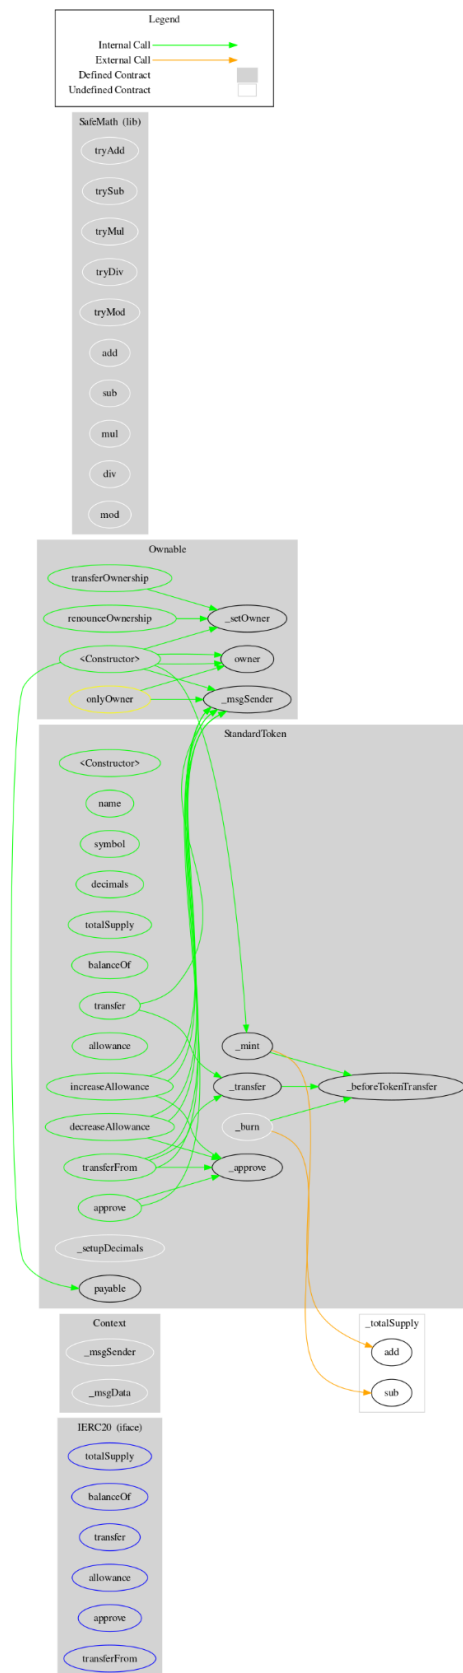 Legend
Internal Call
External Call
Defined Contract
Undefined Contract
SafeMath (lib)
tryAdd
trySub
tryMul
tryDiv
tryMod
add
sub
mul
div
mod
Ownable
transferOwnership
renounceOwnership
_setOwner
<Constructor>
owner
onlyOwner
_msgSender
StandardToken
<Constructor>
name
symbol
decimals
totalSupply
balanceOf
transfer
allowance
_mint
increaseAllowance
_transfer
_beforeTokenTransfer
decreaseAllowance
_burn
transferFrom
_approve
approve
_setupDecimals
payable
Context
_msgSender
_msgData
_totalSupply
add
sub
IERC20 (iface)
totalSupply
balanceOf
transfer
allowance
approve
transferFrom